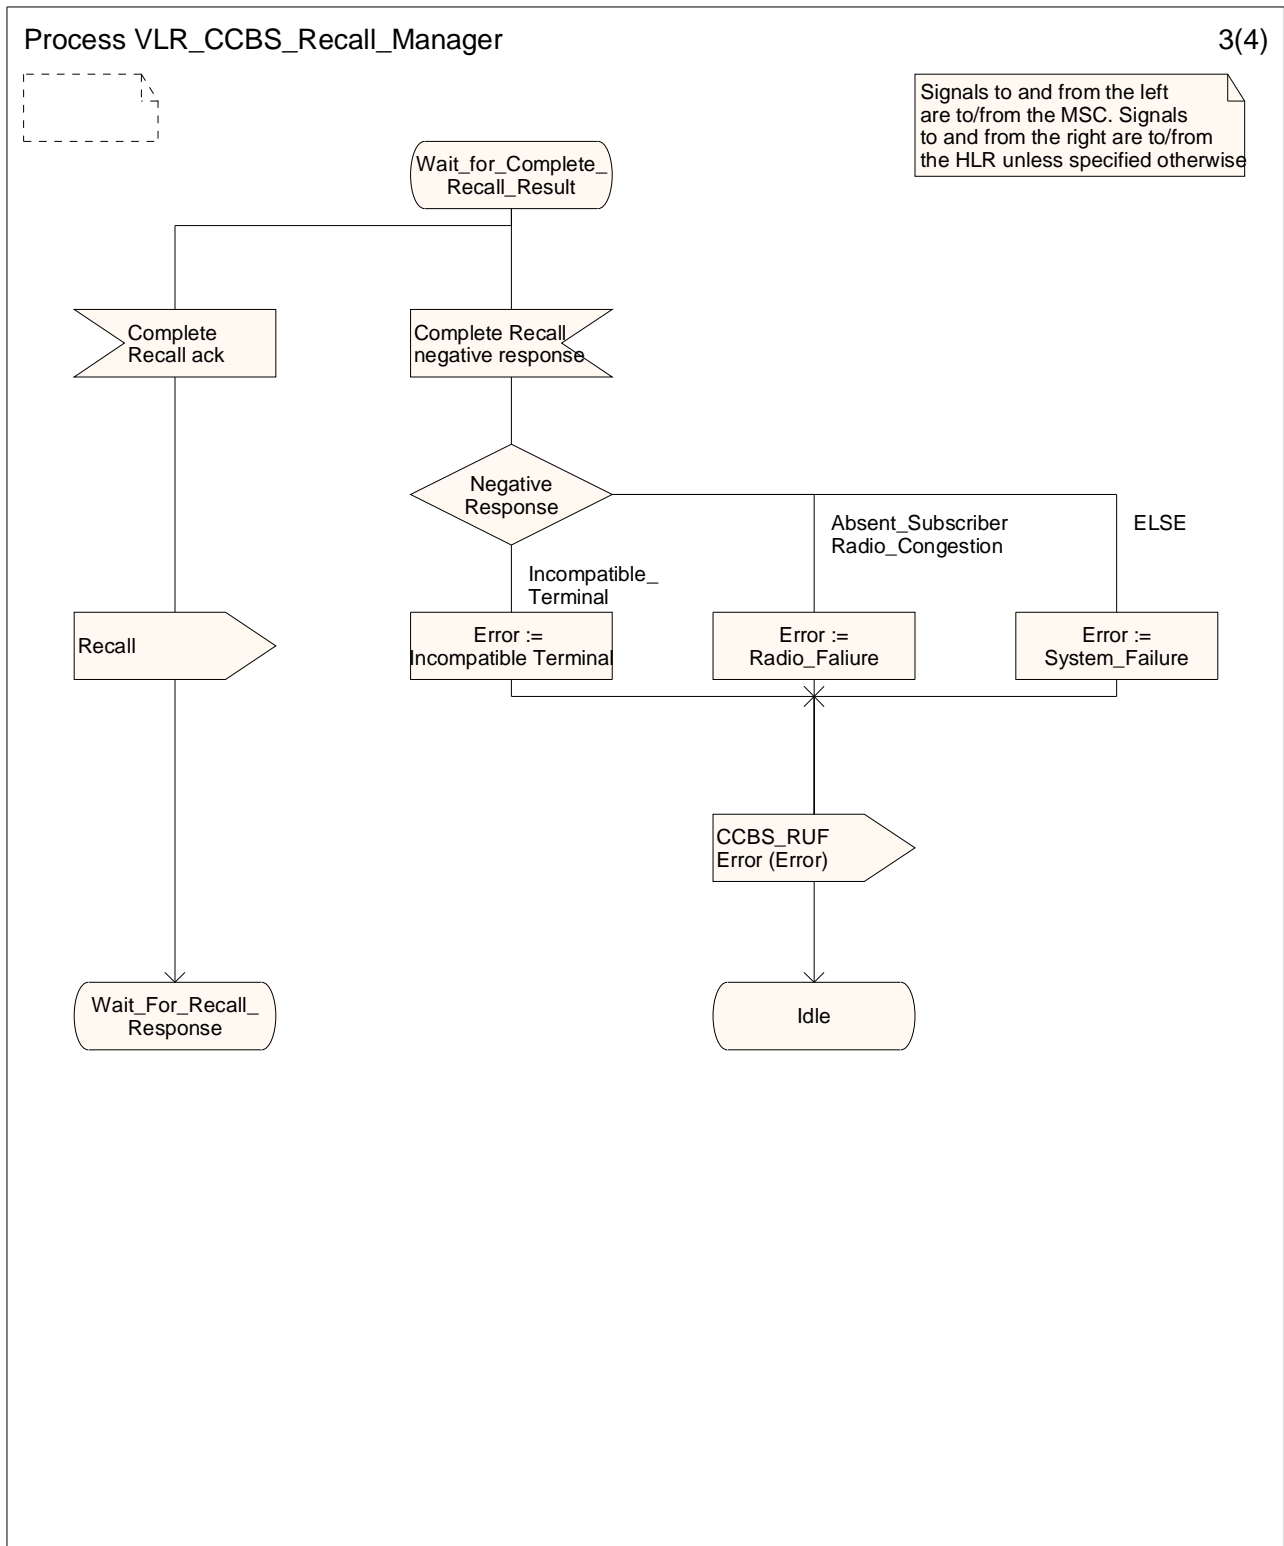 Process VLR_CCBS_Recall_Manager
3(4)
Signals to and from the left
are to/from the MSC. Signals
to and from the right are to/from
the HLR unless specified otherwise
Wait_for_Complete_
Recall_Result
Complete
Recall ack
Complete Recall
negative response
Negative
Response
Absent_Subscriber
Radio_Congestion
ELSE
Incompatible_
Terminal
Recall
Error :=
Incompatible Terminal
Error :=
Radio_Faliure
Error :=
System_Failure
CCBS_RUF
Error (Error)
Wait_For_Recall_
Response
Idle